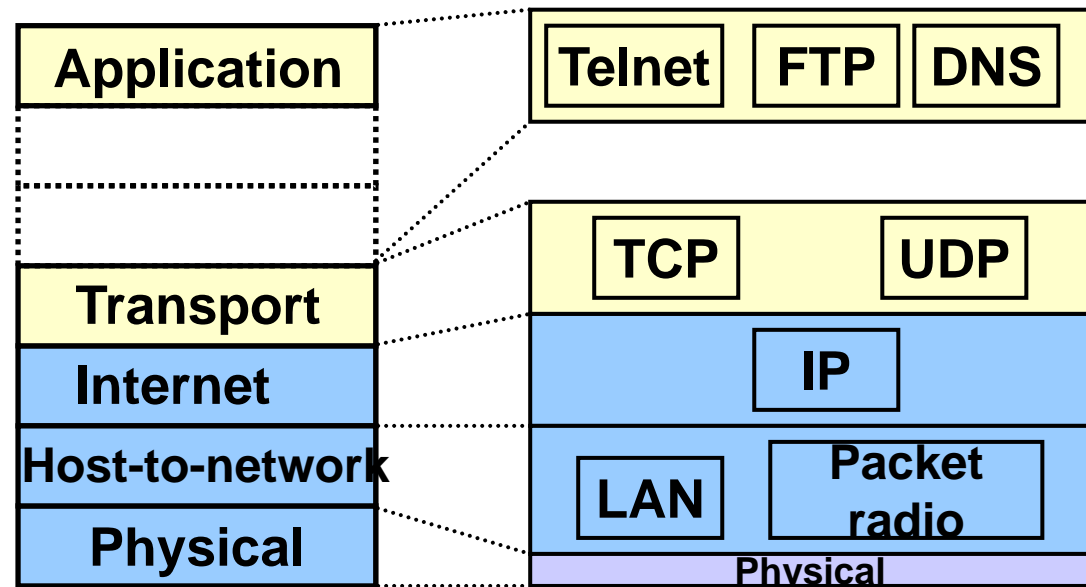 Application
Transport
Internet
Host-to-network
Physical
Telnet
FTP
DNS
TCP
UDP
IP
LAN
Packet
radio
Physical